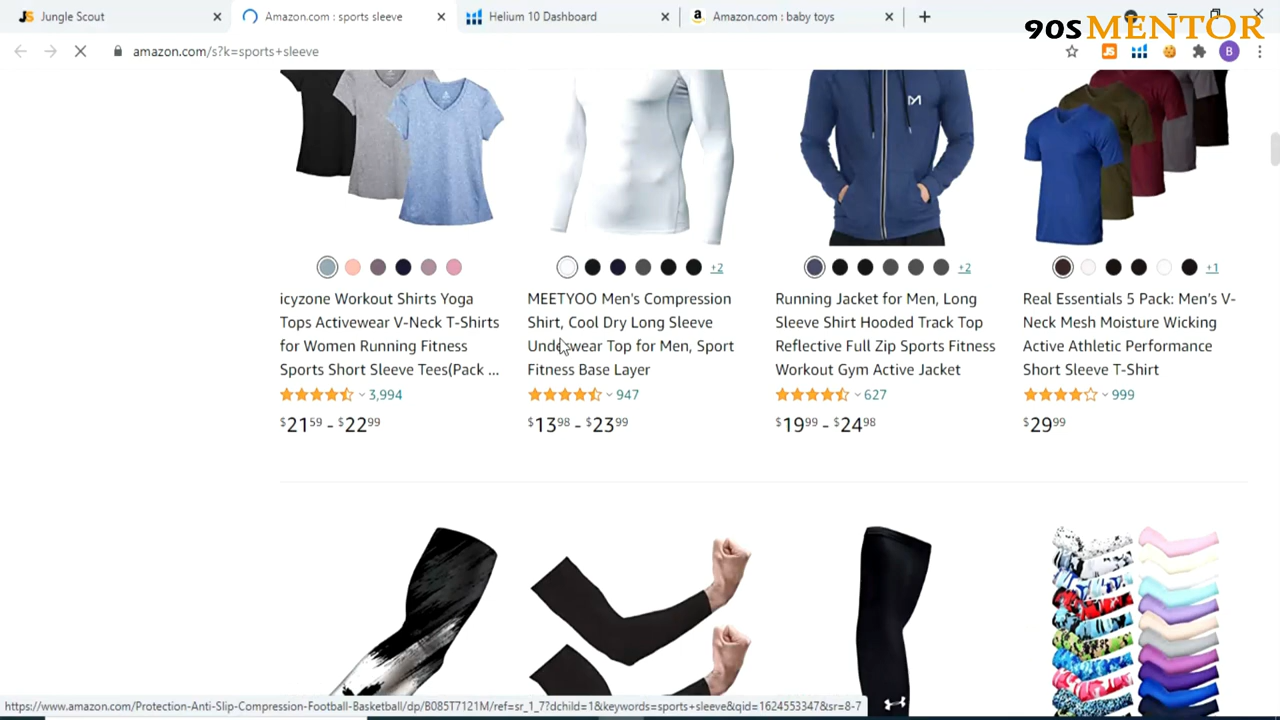 Jungle Scout
Amazon.com : sports sleeve
Helium 10 Dashboard
Amazon.com : baby toys
90s MENTOR
amazon.com/s?k=sports+sleeve
JS
B
+2
+2
+1
icyzone Workout Shirts Yoga
Tops Activewear V-Neck T-Shirts
for Women Running Fitness
Sports Short Sleeve Tees(Pack ...
3,994
$21 59 - $22 99
MEETYOO Men's Compression
Shirt, Cool Dry Long Sleeve
Underwear Top for Men, Sport
Fitness Base Layer
947
$13 98 - $23 99
Running Jacket for Men, Long
Sleeve Shirt Hooded Track Top
Reflective Full Zip Sports Fitness
Workout Gym Active Jacket
627
$19 99 - $24 98
Real Essentials 5 Pack: Men's V-
Neck Mesh Moisture Wicking
Active Athletic Performance
Short Sleeve T-Shirt
999
$29 99
https://www.amazon.com/Protection-Anti-Slip-Compression-Football-Basketball/dp/B085T7121M/ref=sr_1_7?dchild=1&keywords=sports+sleeve&qid=1624553347&sr=8-7